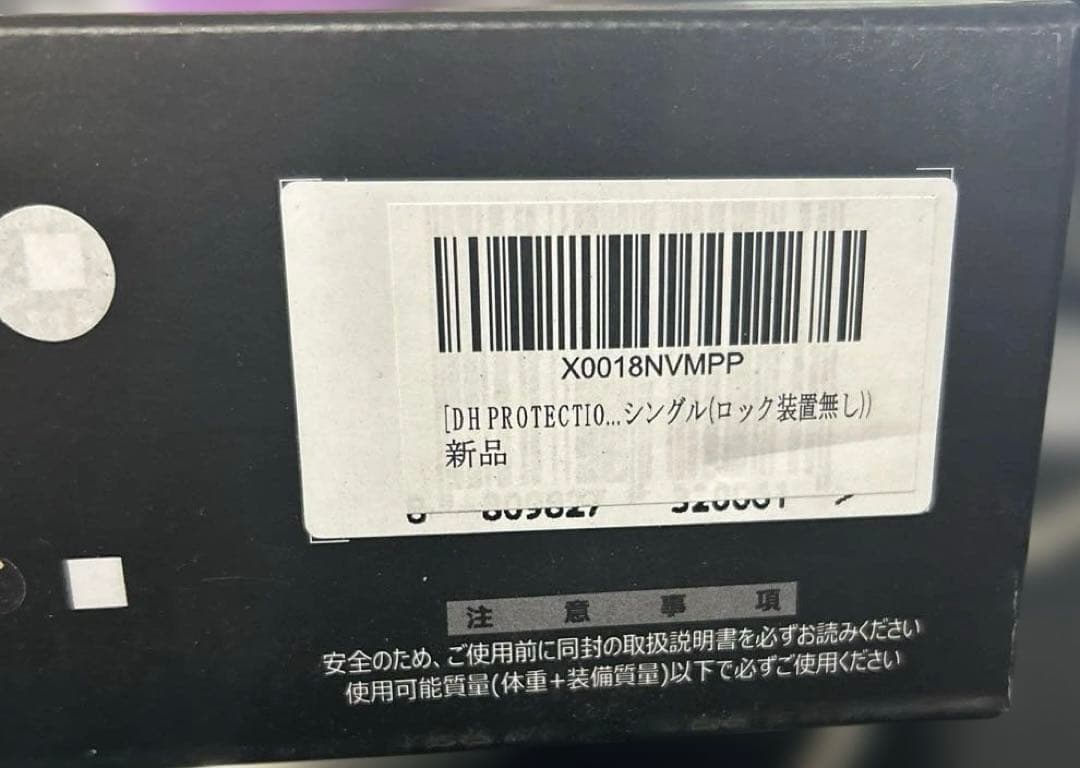 X0018NVMPP
[DH PROTECTIO...シングル(ロック装置無し))
新品
8 809827 320001 >
注意事項
安全のため、ご使用前に同封の取扱説明書を必ずお読みください
使用可能質量(体重+装備質量)以下で必ずご使用ください